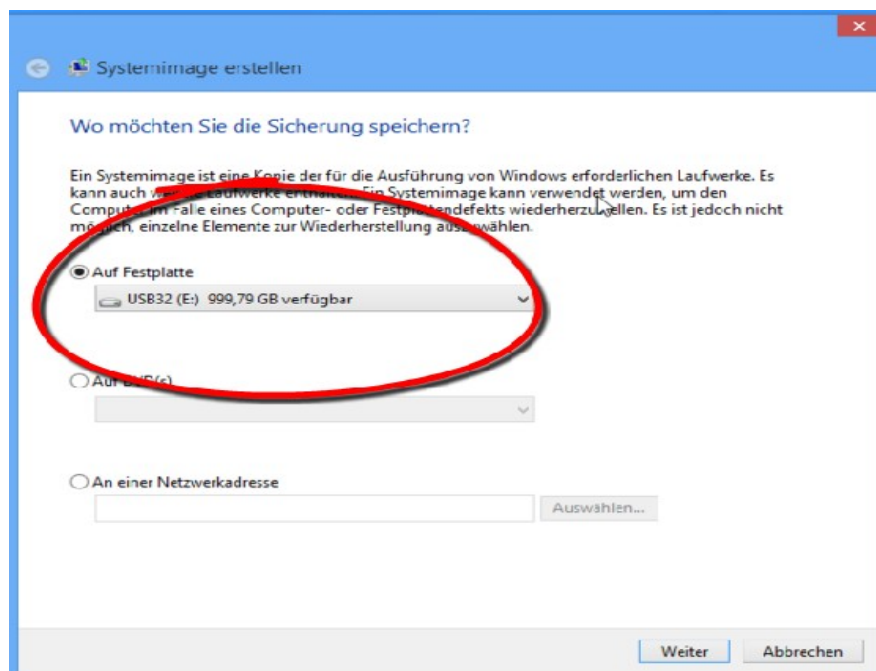 Systemimage erstellen
Wo möchten Sie die Sicherung speichern?
Ein Systemimage ist eine Kopie der für die Ausführung von Windows erforderlichen Laufwerke. Es
kann auch weitere Laufwerke enthalten. Ein Systemimage kann verwendet werden, um den
Computer im Falle eines Computer- oder Festplattendefekts wiederherzustellen. Es ist jedoch nicht
möglich, einzelne Elemente zur Wiederherstellung auszuwählen.
Auf Festplatte
USB32 (E:) 999,79 GB verfügbar
Auf DVD(s)
An einer Netzwerkadresse
Auswählen...
Weiter Abbrechen